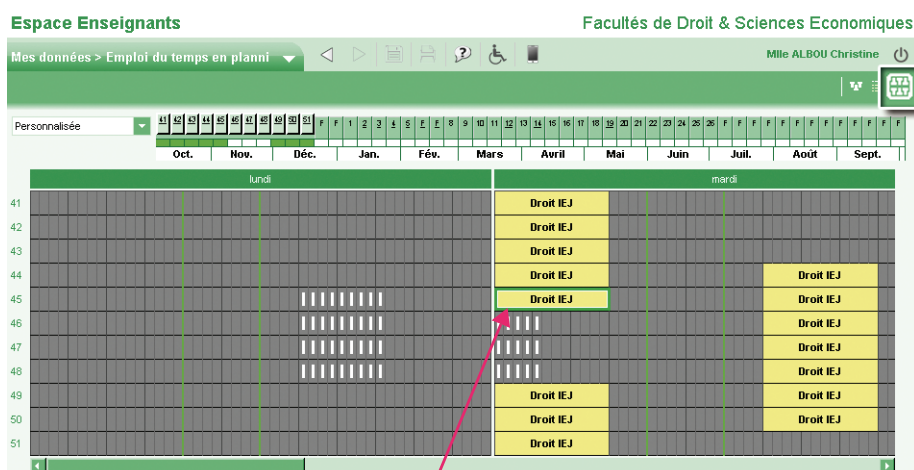 Espace Enseignants Facultés de Droit & Sciences Economiques
Mes données > Emploi du temps en planni Mlle ALBOU Christine
Personnalisée 41 42 43 44 45 46 47 48 49 50 51 F F 1 2 3 4 5 F F 8 9 10 11 12 13 14 15 16 17 18 19 20 21 22 23 24 25 26 F F F F F F F F F F F F F F
Oct. Nov. Déc. Jan. Fév. Mars Avril Mai Juin Juil. Août Sept.
lundi mardi
41 Droit IEJ
42 Droit IEJ
43 Droit IEJ
44 Droit IEJ Droit IEJ
45 Droit IEJ Droit IEJ
46 Droit IEJ
47 Droit IEJ
48 Droit IEJ
49 Droit IEJ Droit IEJ
50 Droit IEJ Droit IEJ
51 Droit IEJ